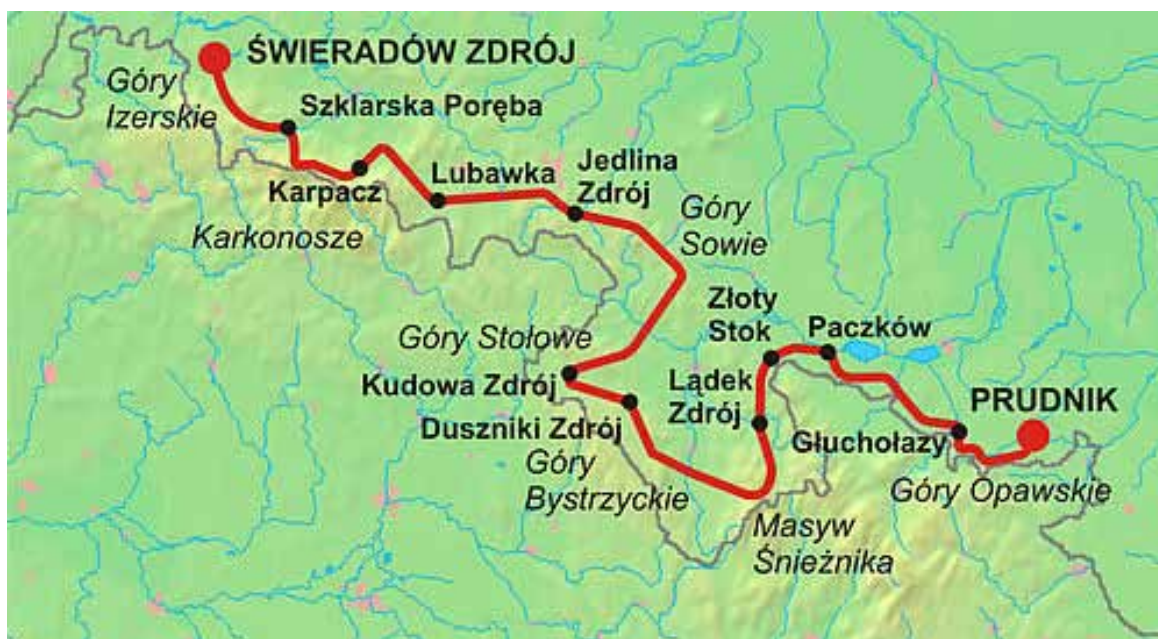 ŚWIERADÓW ZDRÓJ
Góry
Izerskie
Szklarska Poręba
Karpacz
Lubawka
Jedlina
Zdrój
Karkonosze
Góry
Sowie
Góry Stołowe
Złoty
Stok
Paczków
Kudowa Zdrój
Lądek
Zdrój
PRUDNIK
Duszniki Zdrój
Głuchołazy
Góry
Bystrzyckie
Góry Opawskie
Masyw
Śnieżnika